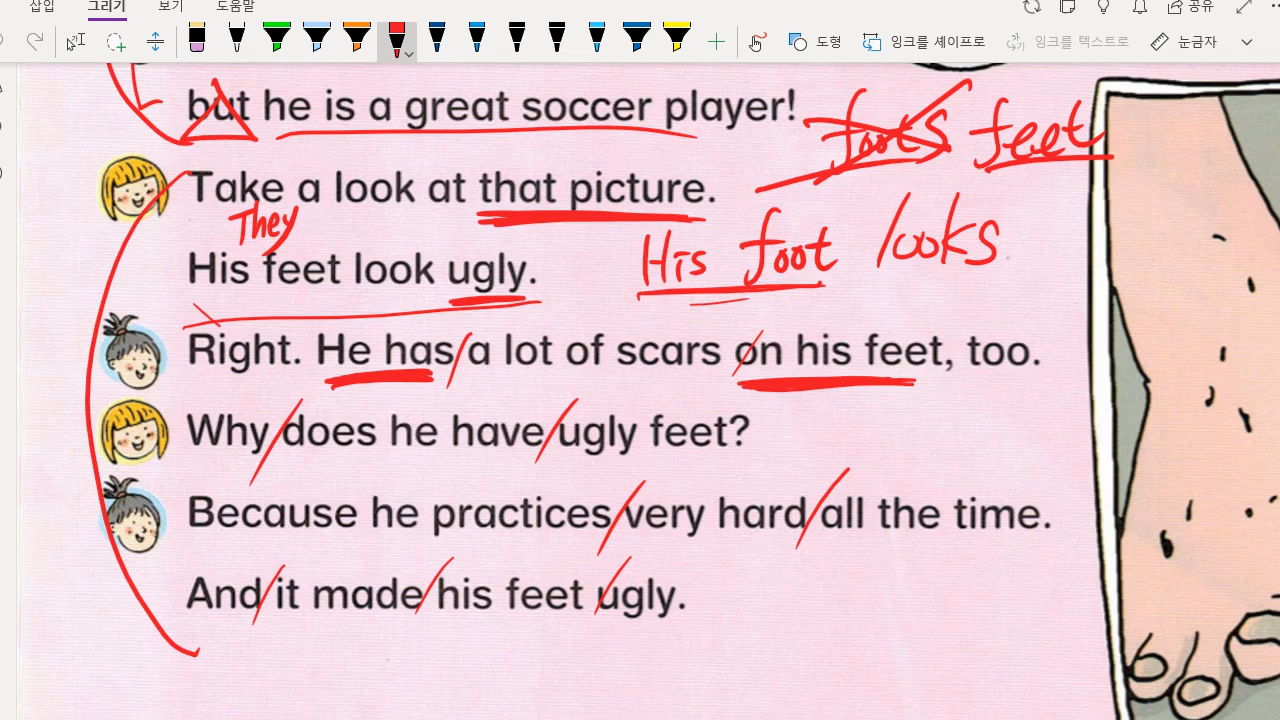 삽입 그리기 보기 도움말 공유
도형 잉크를 셰이프로 잉크를 텍스트로 눈금자
but he is a great soccer player!
foots feet
Take a look at that picture.
They
His feet look ugly.
His foot looks
Right. He has a lot of scars on his feet, too.
Why does he have ugly feet?
Because he practices very hard all the time.
And it made his feet ugly.